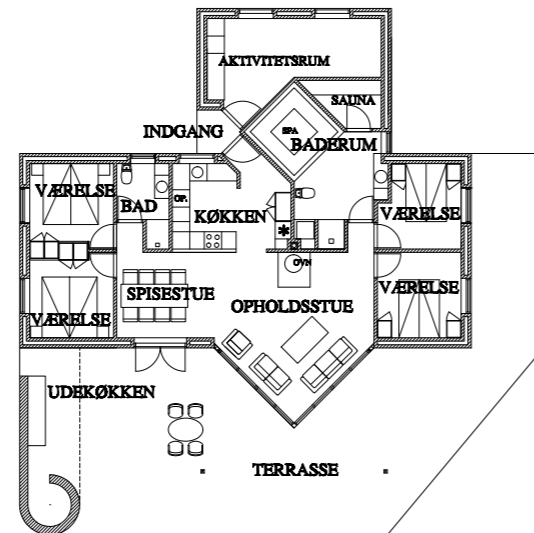 AKTIVITETSRUM
SAUNA
INDGANG
SPA
BADERUM
VÆRELSE
BAD
OP.
KØKKEN
*
VÆRELSE
OVN
VÆRELSE
SPISESTUE
OPHOLDSSTUE
VÆRELSE
UDEKØKKEN
TERRASSE